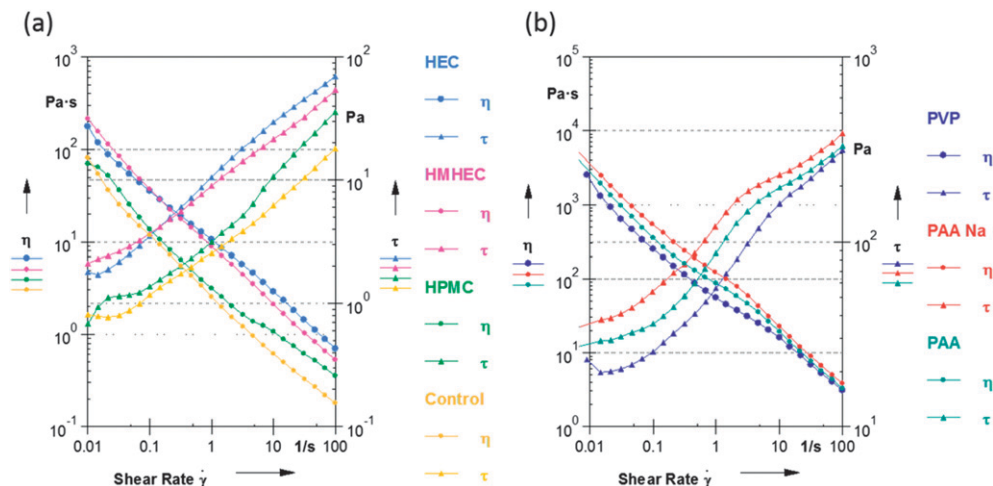 (a)
10³
10²
Pa·s
Pa
10²
10¹
10¹
η
τ
10⁰
10⁰
10⁻¹
10⁻¹
0.01
0.1
1
1/s
100
Shear Rate γ̇
HEC
η
τ
HMHEC
η
τ
HPMC
η
τ
Control
η
τ
(b)
10⁵
10³
Pa·s
10⁴
Pa
10³
10²
η
τ
10²
10¹
10⁰
10¹
0.01
0.1
1
1/s
100
Shear Rate γ̇
PVP
η
τ
PAA Na
η
τ
PAA
η
τ